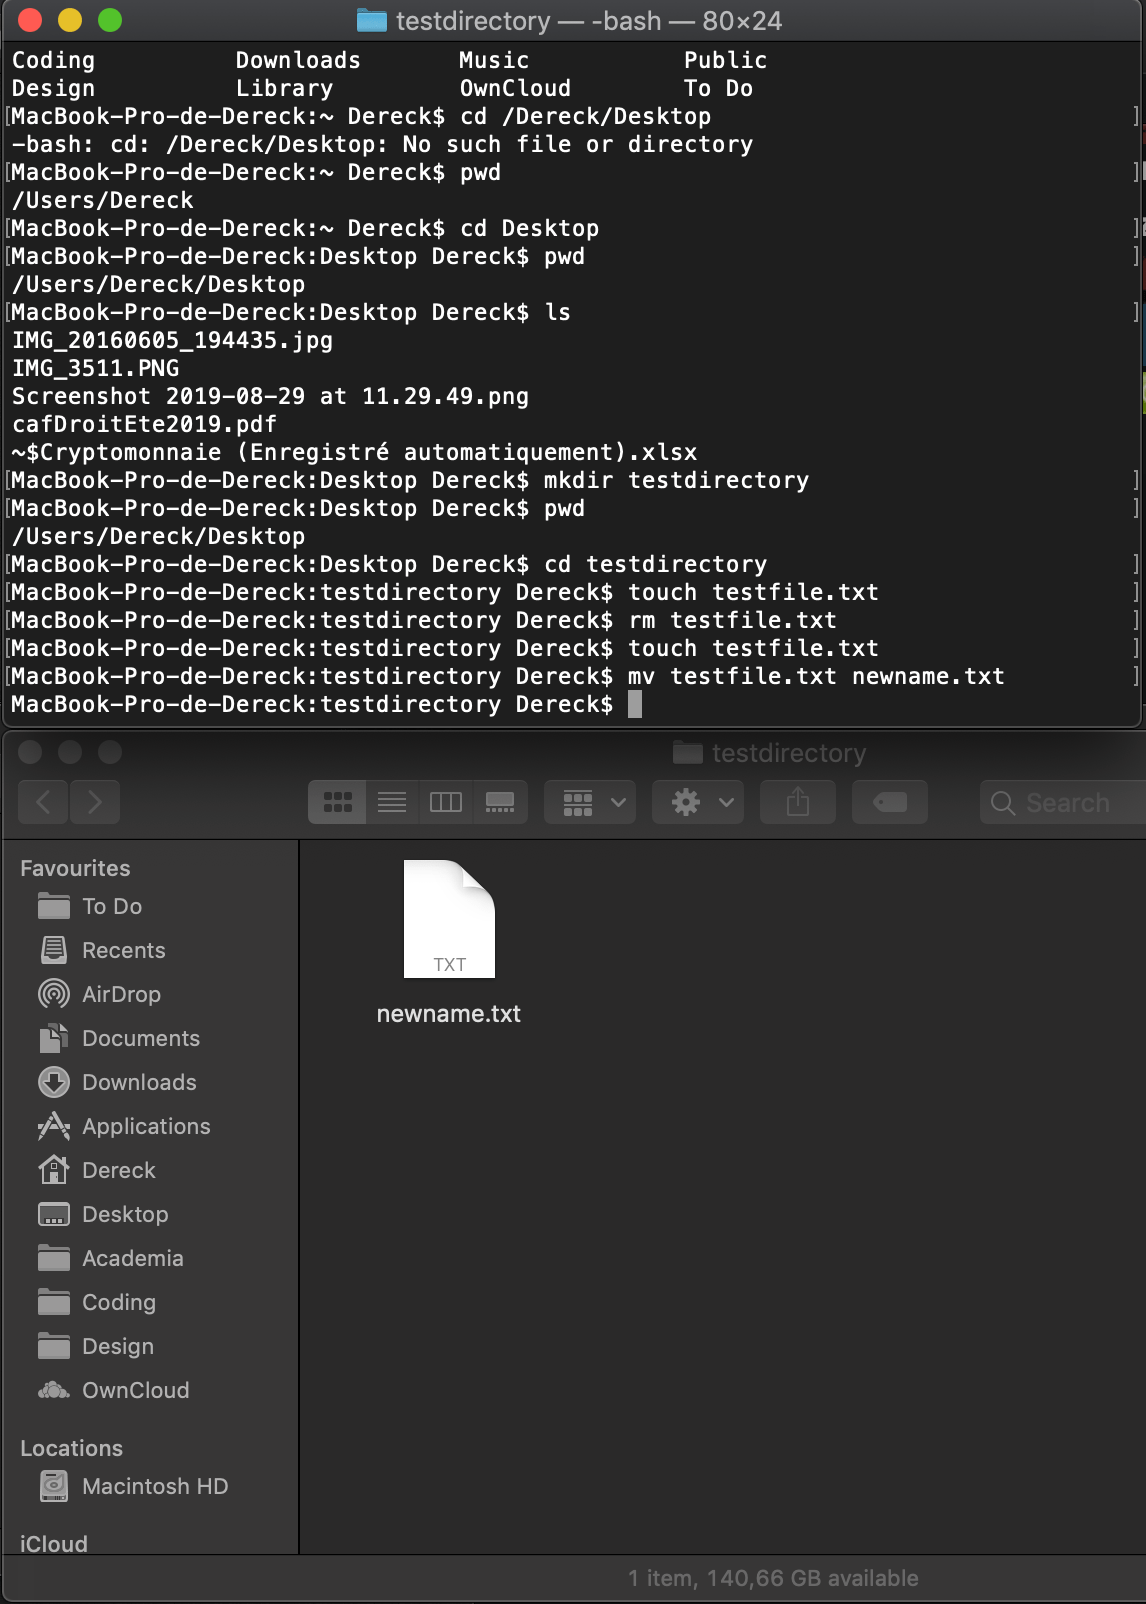 testdirectory — -bash — 80×24
Coding Downloads Music Public
Design Library OwnCloud To Do
[MacBook-Pro-de-Dereck:~ Dereck$ cd /Dereck/Desktop ]
-bash: cd: /Dereck/Desktop: No such file or directory
[MacBook-Pro-de-Dereck:~ Dereck$ pwd ]
/Users/Dereck
[MacBook-Pro-de-Dereck:~ Dereck$ cd Desktop ]
[MacBook-Pro-de-Dereck:Desktop Dereck$ pwd ]
/Users/Dereck/Desktop
[MacBook-Pro-de-Dereck:Desktop Dereck$ ls ]
IMG_20160605_194435.jpg
IMG_3511.PNG
Screenshot 2019-08-29 at 11.29.49.png
cafDroitEte2019.pdf
~$Cryptomonnaie (Enregistré automatiquement).xlsx
[MacBook-Pro-de-Dereck:Desktop Dereck$ mkdir testdirectory ]
[MacBook-Pro-de-Dereck:Desktop Dereck$ pwd ]
/Users/Dereck/Desktop
[MacBook-Pro-de-Dereck:Desktop Dereck$ cd testdirectory ]
[MacBook-Pro-de-Dereck:testdirectory Dereck$ touch testfile.txt ]
[MacBook-Pro-de-Dereck:testdirectory Dereck$ rm testfile.txt ]
[MacBook-Pro-de-Dereck:testdirectory Dereck$ touch testfile.txt ]
[MacBook-Pro-de-Dereck:testdirectory Dereck$ mv testfile.txt newname.txt ]
MacBook-Pro-de-Dereck:testdirectory Dereck$
testdirectory
Search
Favourites
To Do
Recents
AirDrop
Documents
Downloads
Applications
Dereck
Desktop
Academia
Coding
Design
OwnCloud
Locations
Macintosh HD
iCloud
TXT
newname.txt
1 item, 140,66 GB available